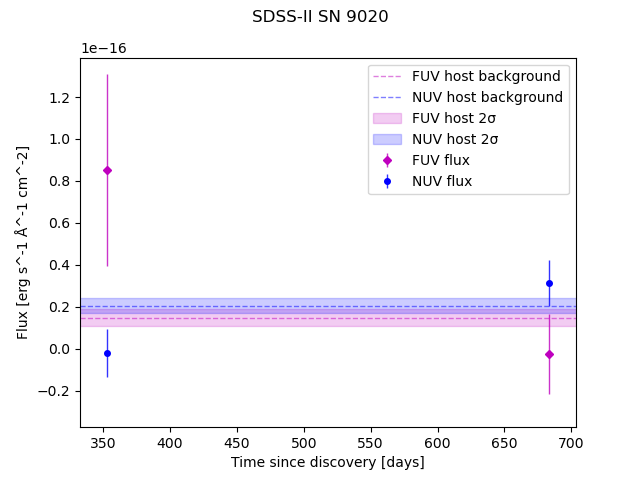 SDSS-II SN 9020
1e−16
FUV host background
NUV host background
FUV host 2σ
NUV host 2σ
FUV flux
NUV flux
Flux [erg s^-1 Å^-1 cm^-2]
1.2
1.0
0.8
0.6
0.4
0.2
0.0
−0.2
350 400 450 500 550 600 650 700
Time since discovery [days]